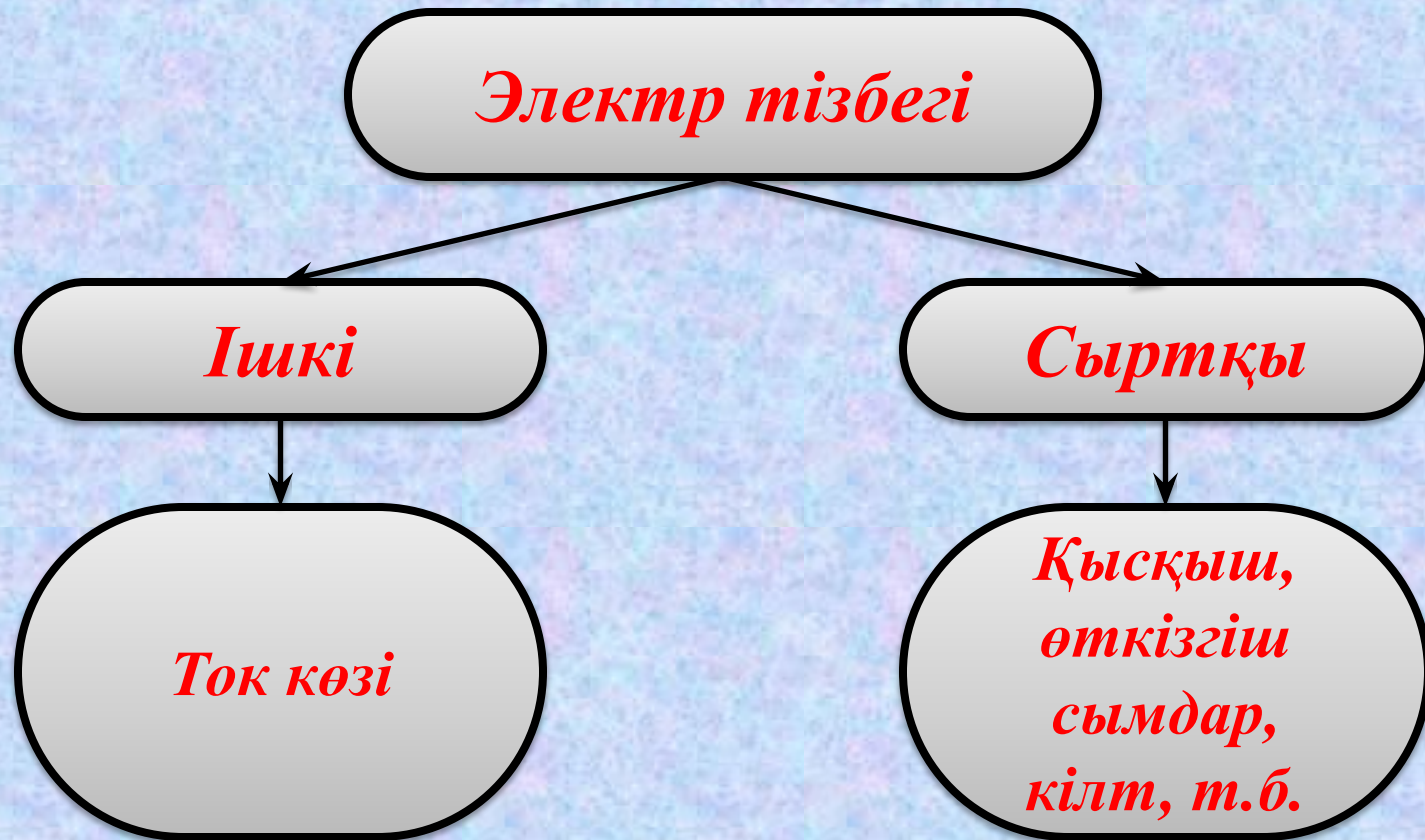 Электр тізбегі
Ішкі
Сыртқы
Ток көзі
Қысқыш,
өткізгіш
сымдар,
кілт, т.б.